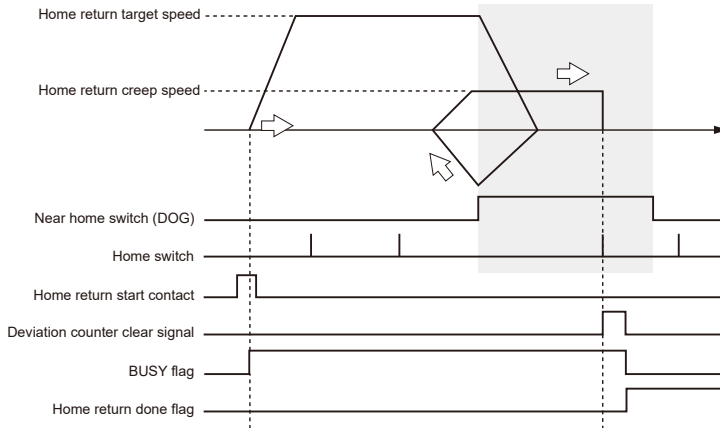 Home return target speed
Home return creep speed
Near home switch (DOG)
Home switch
Home return start contact
Deviation counter clear signal
BUSY flag
Home return done flag